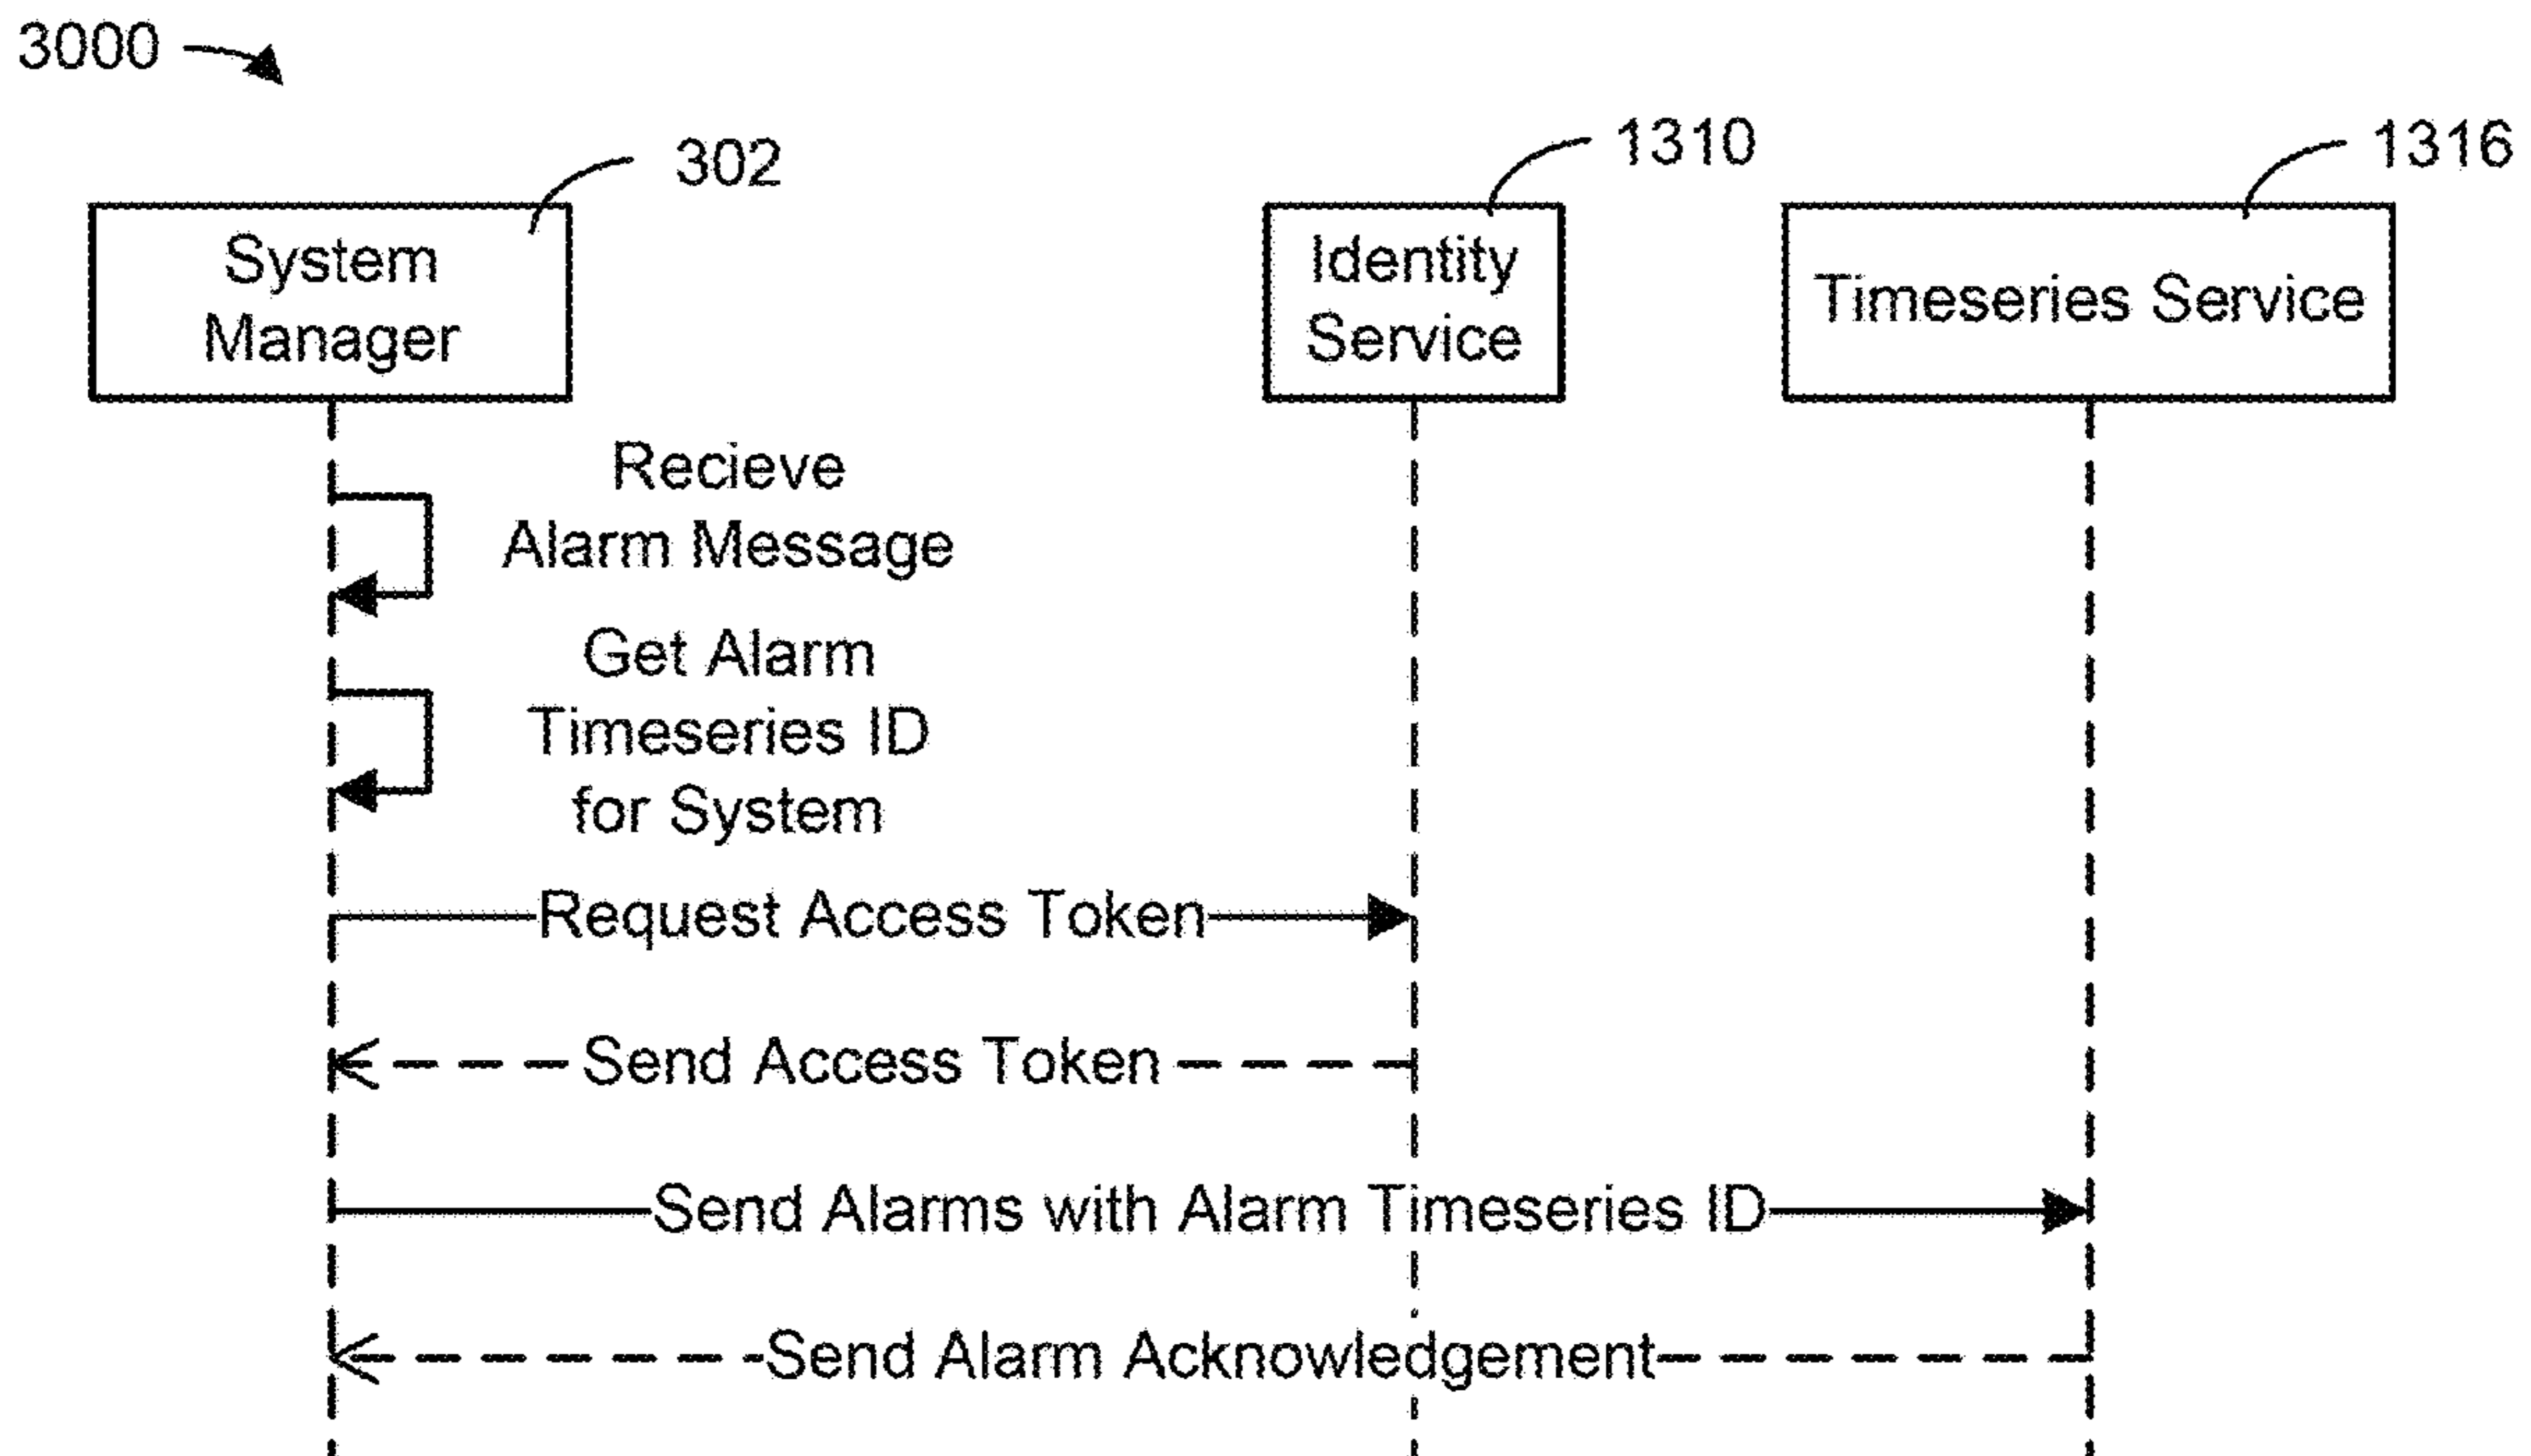 3000
302
1310
1316
System
Manager
Identity
Service
Timeseries Service
Recieve
Alarm Message
Get Alarm
Timeseries ID
for System
Request Access Token
Send Access Token
Send Alarms with Alarm Timeseries ID
Send Alarm Acknowledgement